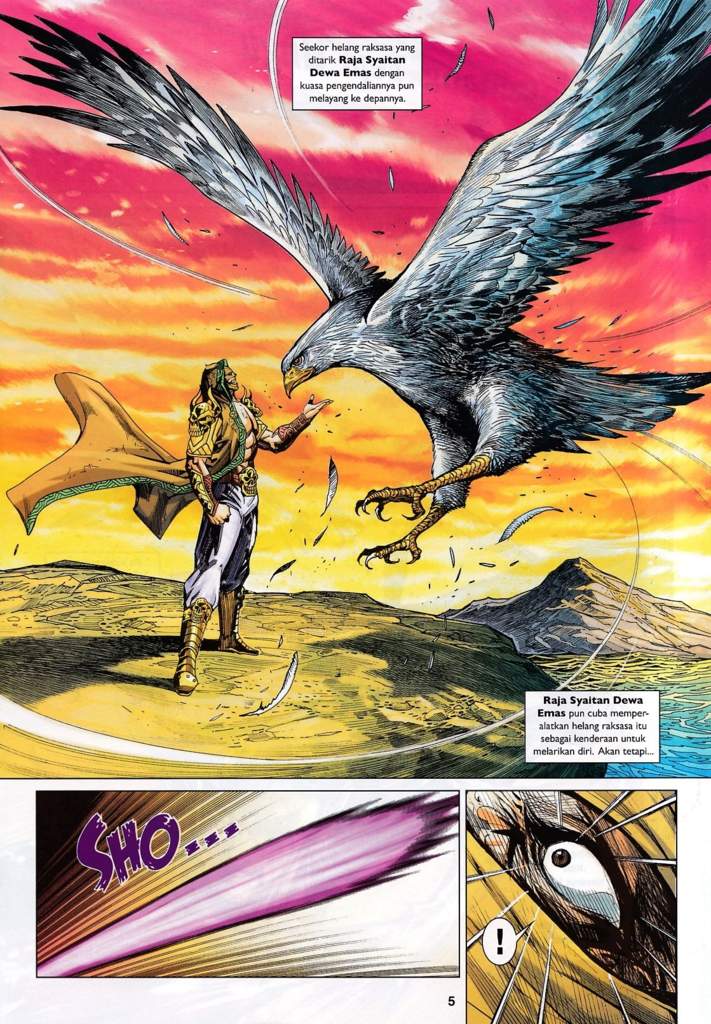 Seekor helang raksasa yang
ditarik Raja Syaitan
Dewa Emas dengan
kuasa pengendaliannya pun
melayang ke depannya.
Raja Syaitan Dewa
Emas pun cuba memper-
alatkan helang raksasa itu
sebagai kenderaan untuk
melarikan diri. Akan tetapi...
SHO...
!
5